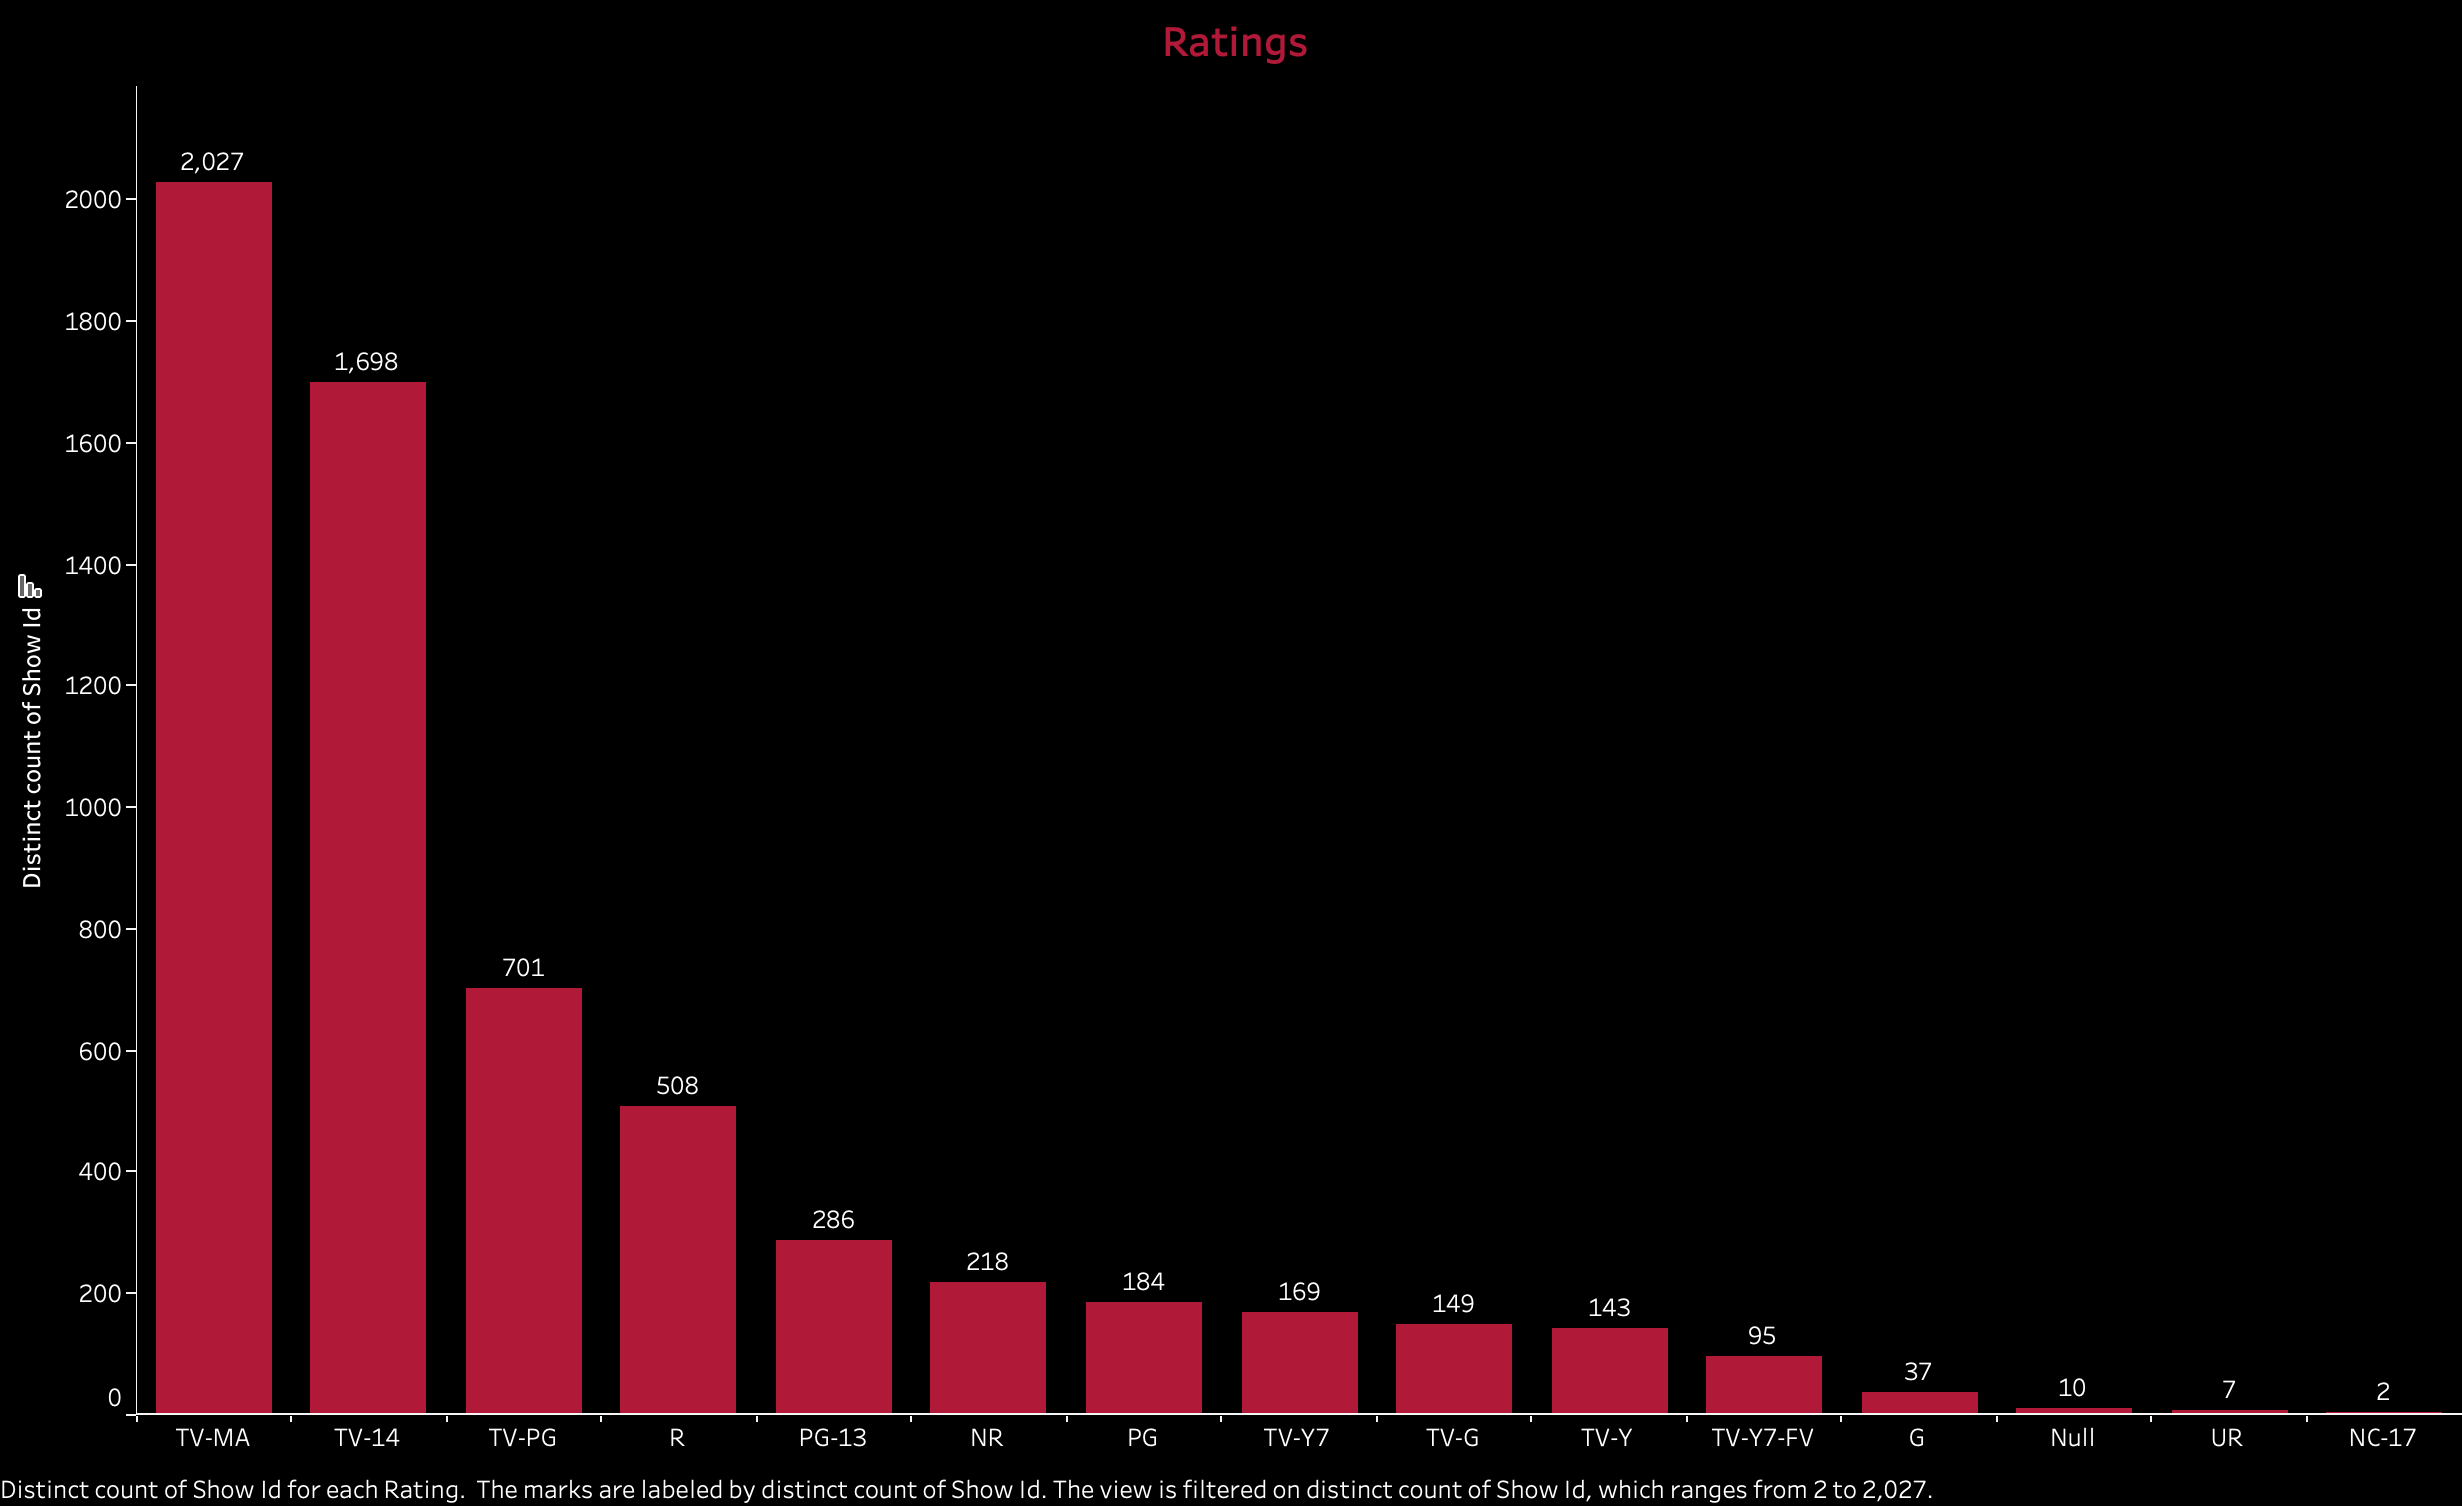 Ratings
Distinct count of Show Id
2000
1800
1600
1400
1200
1000
800
600
400
200
0
2,027
1,698
701
508
286
218
184
169
149
143
95
37
10
7
2
TV-MA
TV-14
TV-PG
R
PG-13
NR
PG
TV-Y7
TV-G
TV-Y
TV-Y7-FV
G
Null
UR
NC-17
Distinct count of Show Id for each Rating.  The marks are labeled by distinct count of Show Id. The view is filtered on distinct count of Show Id, which ranges from 2 to 2,027.